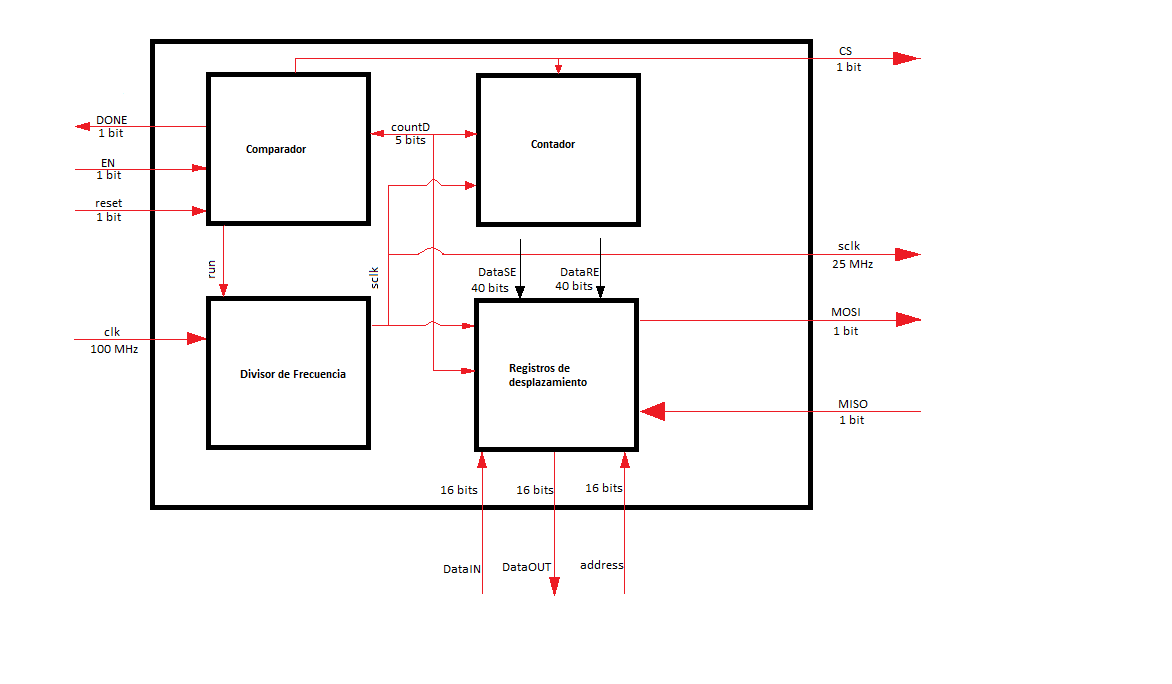 CS
1 bit
DONE
1 bit
countD
5 bits
Comparador
Contador
EN
1 bit
reset
1 bit
sclk
25 MHz
run
sclk
DataSE
40 bits
DataRE
40 bits
MOSI
1 bit
clk
100 MHz
Divisor de Frecuencia
Registros de
desplazamiento
MISO
1 bit
16 bits
16 bits
16 bits
DataIN
DataOUT
address